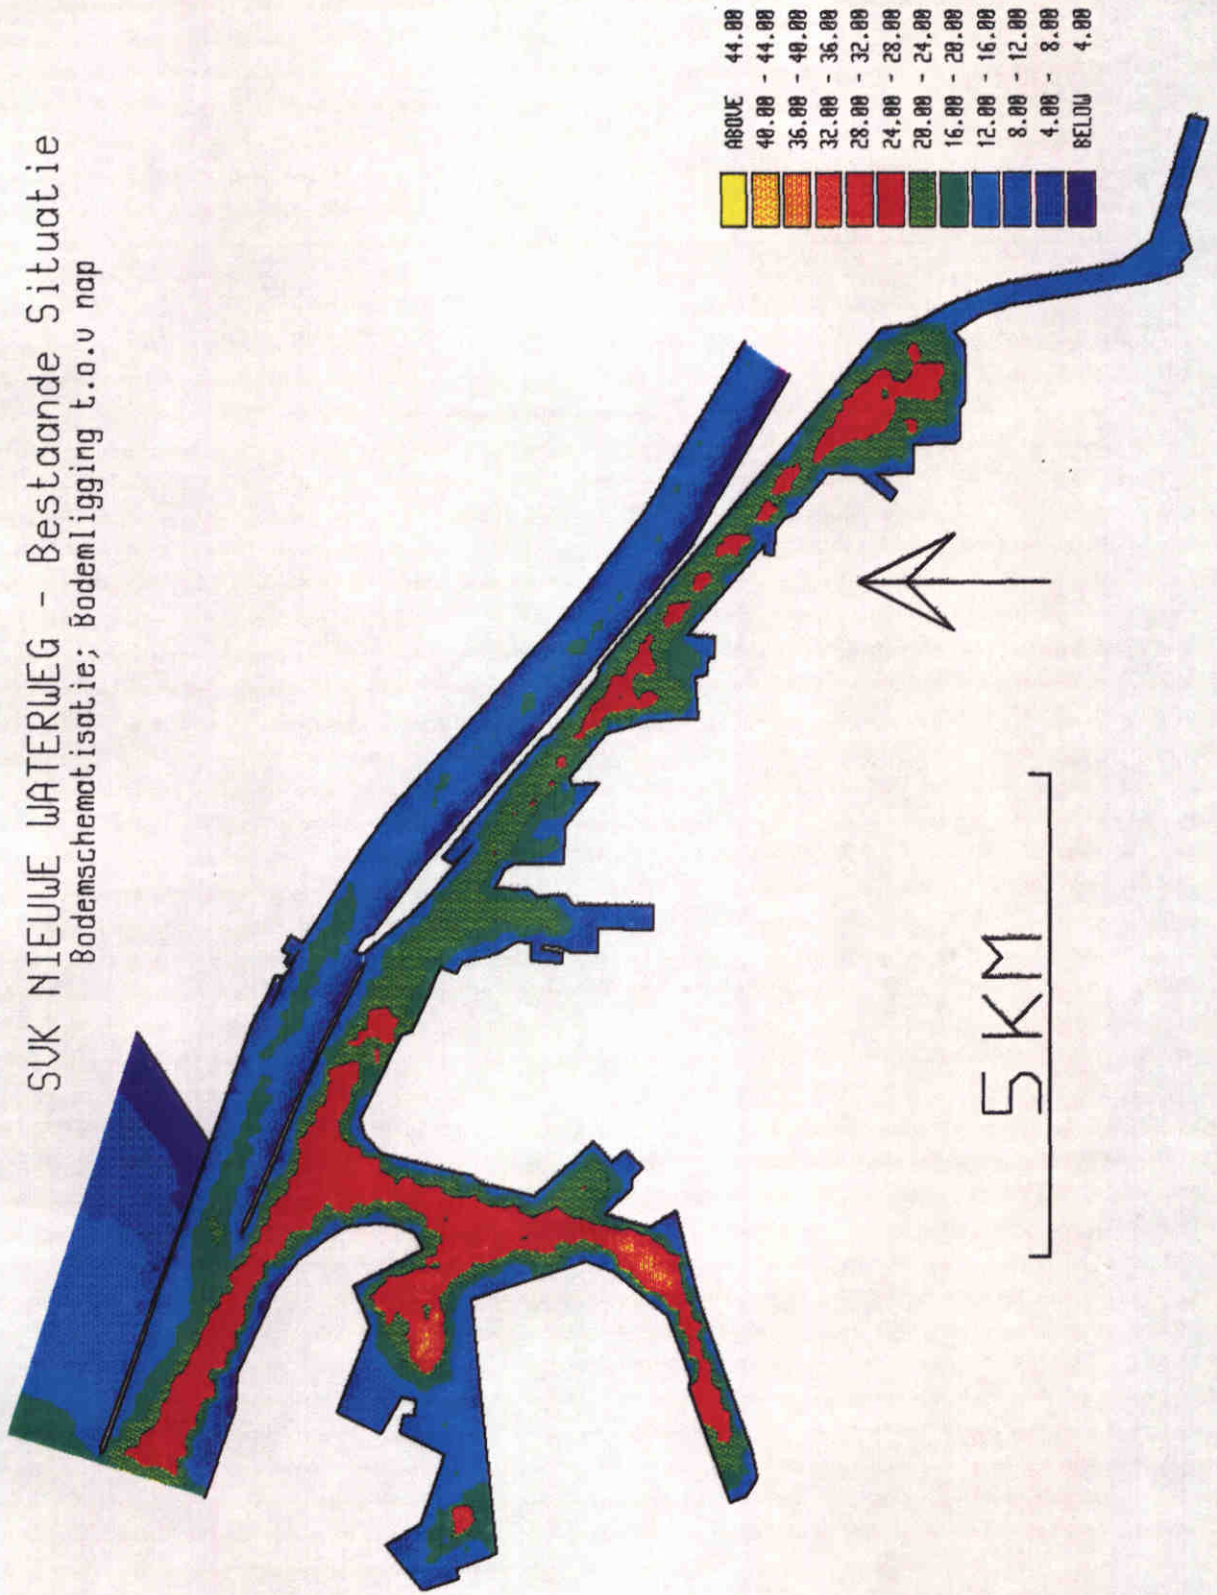 SVK NIEUWE WATERWEG - Bestaande Situatie
Bodemschematisatie; Bodemligging t.o.v nap
ABOVE 44.00
40.00 - 44.00
36.00 - 40.00
32.00 - 36.00
28.00 - 32.00
24.00 - 28.00
20.00 - 24.00
16.00 - 20.00
12.00 - 16.00
8.00 - 12.00
4.00 - 8.00
BELOW 4.00
5 KM